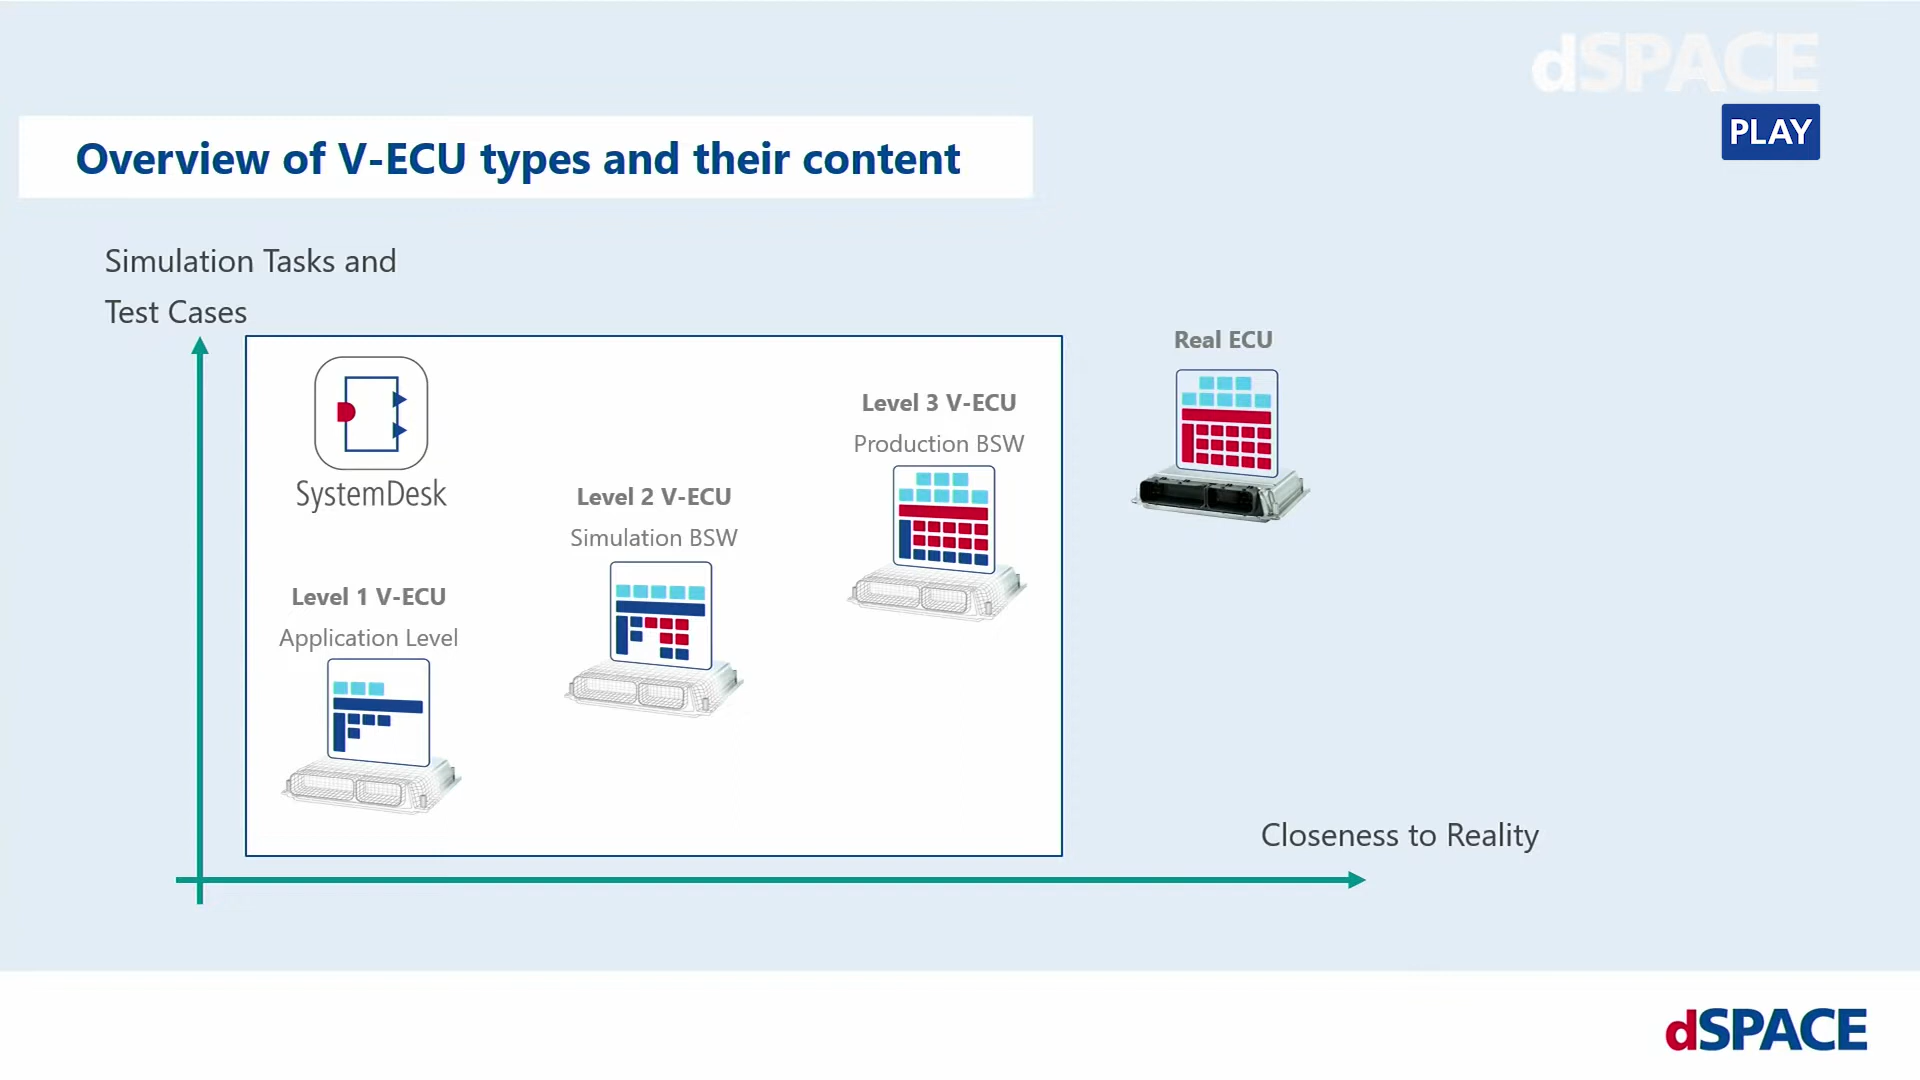 dSPACE
PLAY
Overview of V-ECU types and their content
Simulation Tasks and
Test Cases
Real ECU
Level 3 V-ECU
Production BSW
SystemDesk
Level 2 V-ECU
Simulation BSW
Level 1 V-ECU
Application Level
Closeness to Reality
dSPACE